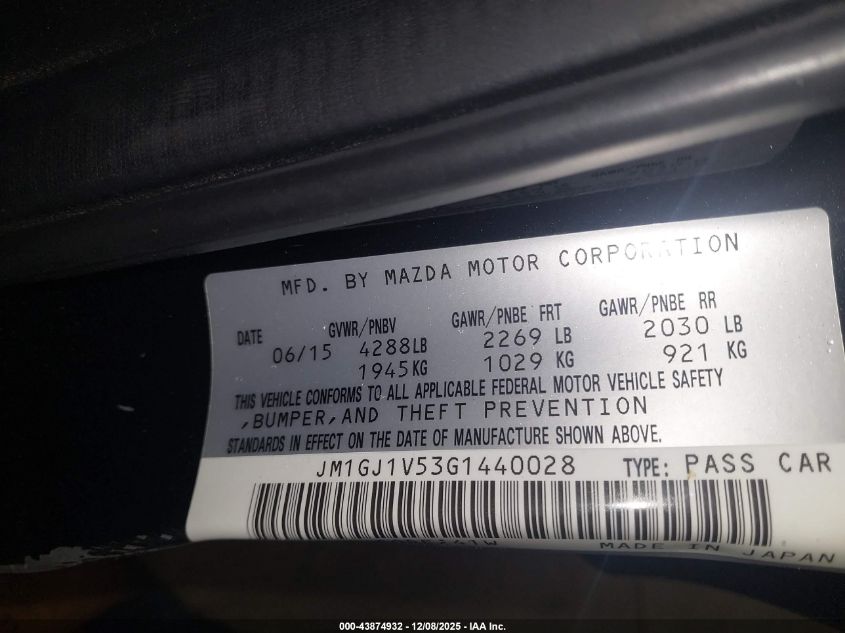 MFD. BY MAZDA MOTOR CORPORATION
DATE GVWR/PNBV GAWR/PNBE FRT GAWR/PNBE RR
06/15 4288LB 2269 LB 2030 LB
1945KG 1029 KG 921 KG
THIS VEHICLE CONFORMS TO ALL APPLICABLE FEDERAL MOTOR VEHICLE SAFETY
,BUMPER,AND THEFT PREVENTION
STANDARDS IN EFFECT ON THE DATE OF MANUFACTURE SHOWN ABOVE.
JM1GJ1V53G1440028 TYPE: PASS CAR
MADE IN JAPAN
000-43874932 - 12/08/2025 - IAA Inc.